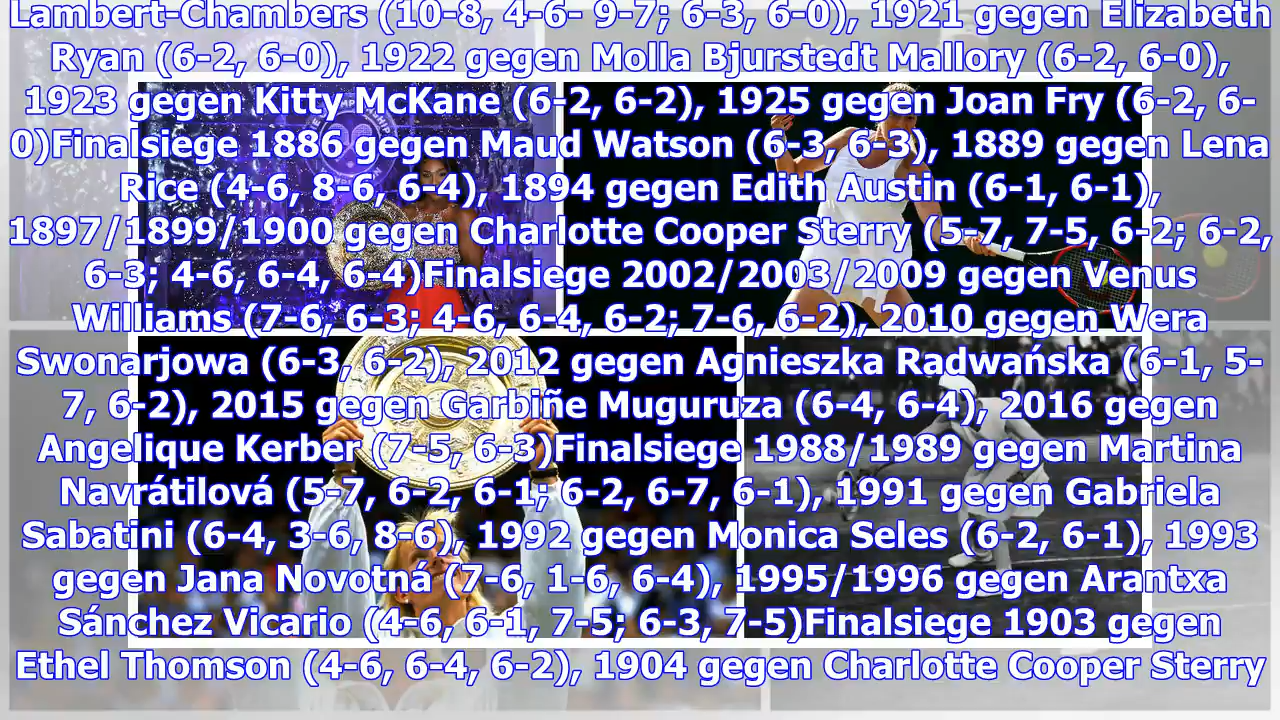 Lambert-Chambers (10-8, 4-6- 9-7; 6-3, 6-0), 1921 gegen Elizabeth
Ryan (6-2, 6-0), 1922 gegen Molla Bjurstedt Mallory (6-2, 6-0),
1923 gegen Kitty McKane (6-2, 6-2), 1925 gegen Joan Fry (6-2, 6-
0)Finalsiege 1886 gegen Maud Watson (6-3, 6-3), 1889 gegen Lena
Rice (4-6, 8-6, 6-4), 1894 gegen Edith Austin (6-1, 6-1),
1897/1899/1900 gegen Charlotte Cooper Sterry (5-7, 7-5, 6-2; 6-2,
6-3; 4-6, 6-4, 6-4)Finalsiege 2002/2003/2009 gegen Venus
Williams (7-6, 6-3; 4-6, 6-4, 6-2; 7-6, 6-2), 2010 gegen Wera
Swonarjowa (6-3, 6-2), 2012 gegen Agnieszka Radwańska (6-1, 5-
7, 6-2), 2015 gegen Garbiñe Muguruza (6-4, 6-4), 2016 gegen
Angelique Kerber (7-5, 6-3)Finalsiege 1988/1989 gegen Martina
Navrátilová (5-7, 6-2, 6-1; 6-2, 6-7, 6-1), 1991 gegen Gabriela
Sabatini (6-4, 3-6, 8-6), 1992 gegen Monica Seles (6-2, 6-1), 1993
gegen Jana Novotná (7-6, 1-6, 6-4), 1995/1996 gegen Arantxa
Sánchez Vicario (4-6, 6-1, 7-5; 6-3, 7-5)Finalsiege 1903 gegen
Ethel Thomson (4-6, 6-4, 6-2), 1904 gegen Charlotte Cooper Sterry